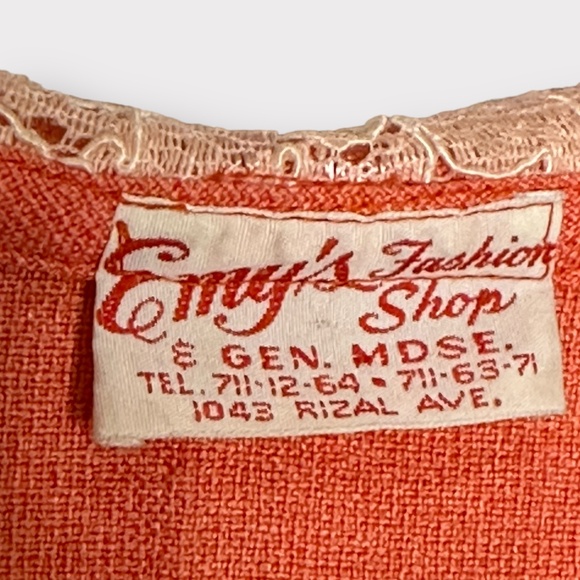 Emy's Fashion
Shop
& GEN. MDSE.
TEL. 711-12-64 • 711-63-71
1043 RIZAL AVE.